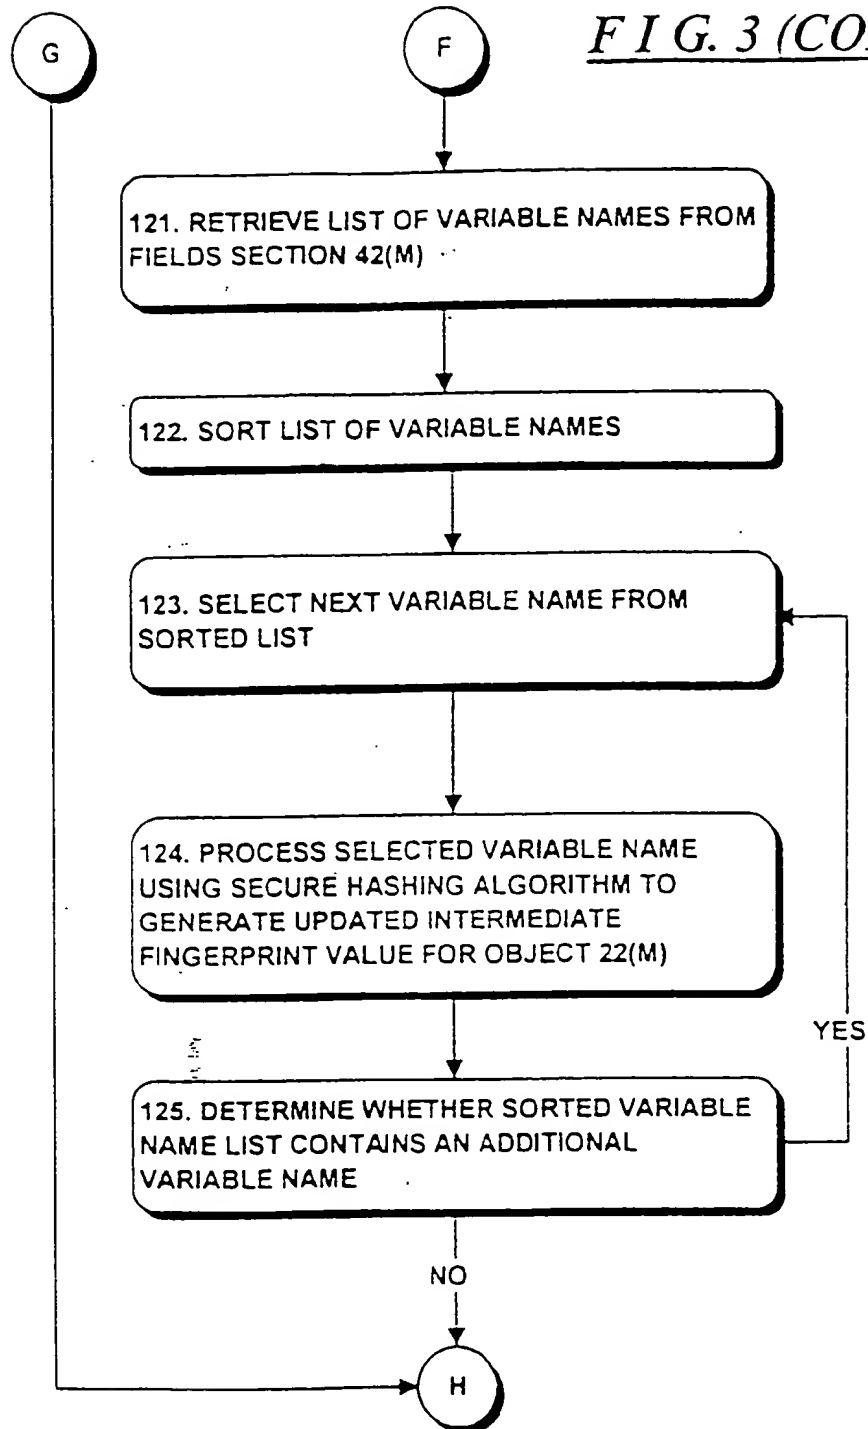 G
F
F I G. 3 (CO
121. RETRIEVE LIST OF VARIABLE NAMES FROM
FIELDS SECTION 42(M)
122. SORT LIST OF VARIABLE NAMES
123. SELECT NEXT VARIABLE NAME FROM
SORTED LIST
124. PROCESS SELECTED VARIABLE NAME
USING SECURE HASHING ALGORITHM TO
GENERATE UPDATED INTERMEDIATE
FINGERPRINT VALUE FOR OBJECT 22(M)
YES
125. DETERMINE WHETHER SORTED VARIABLE
NAME LIST CONTAINS AN ADDITIONAL
VARIABLE NAME
NO
H